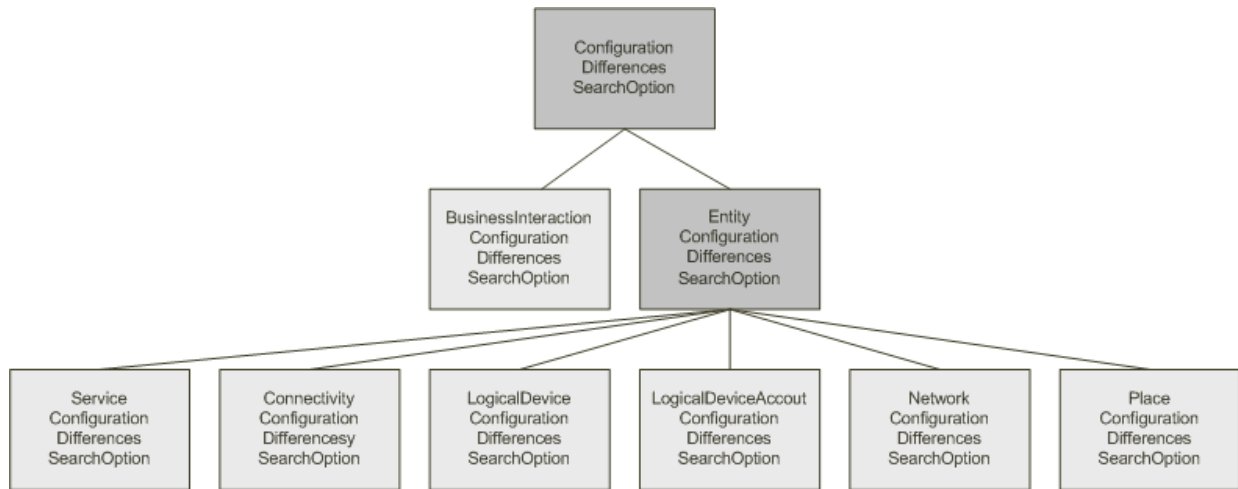 Configuration
Differences
SearchOption
BusinessInteraction
Configuration
Differences
SearchOption
Entity
Configuration
Differences
SearchOption
Service
Configuration
Differences
SearchOption
Connectivity
Configuration
Differencesy
SearchOption
LogicalDevice
Configuration
Differences
SearchOption
LogicalDeviceAccout
Configuration
Differences
SearchOption
Network
Configuration
Differences
SearchOption
Place
Configuration
Differences
SearchOption